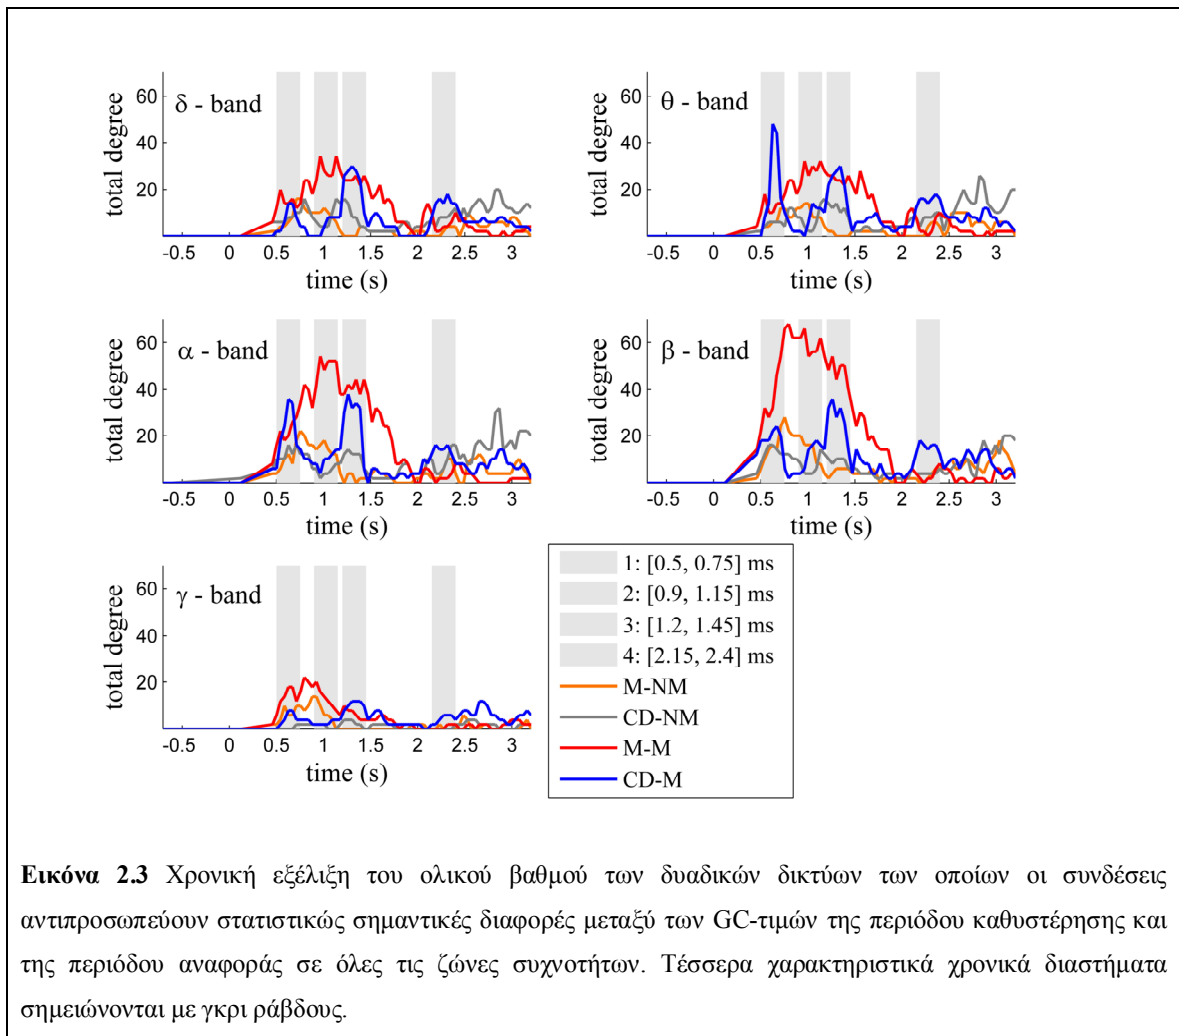 60
40
20
total degree
δ - band
-0.5 0 0.5 1 1.5 2 2.5 3
time (s)
60
40
20
total degree
θ - band
-0.5 0 0.5 1 1.5 2 2.5 3
time (s)
60
40
20
total degree
α - band
-0.5 0 0.5 1 1.5 2 2.5 3
time (s)
60
40
20
total degree
β - band
-0.5 0 0.5 1 1.5 2 2.5 3
time (s)
60
40
20
total degree
γ - band
-0.5 0 0.5 1 1.5 2 2.5 3
time (s)
1: [0.5, 0.75] ms
2: [0.9, 1.15] ms
3: [1.2, 1.45] ms
4: [2.15, 2.4] ms
M-NM
CD-NM
M-M
CD-M
Εικόνα 2.3 Χρονική εξέλιξη του ολικού βαθμού των δυαδικών δικτύων των οποίων οι συνδέσεις
αντιπροσωπεύουν στατιστικώς σημαντικές διαφορές μεταξύ των GC-τιμών της περιόδου καθυστέρησης και
της περιόδου αναφοράς σε όλες τις ζώνες συχνοτήτων. Τέσσερα χαρακτηριστικά χρονικά διαστήματα
σημειώνονται με γκρι ράβδους.